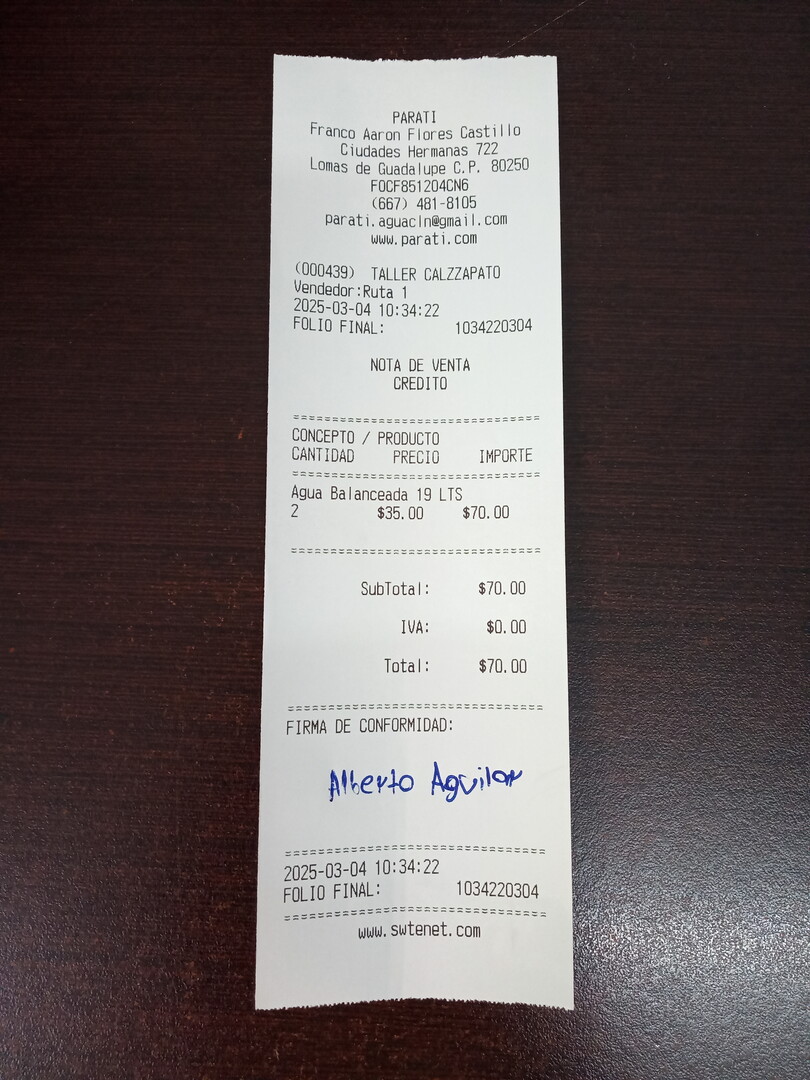 PARATI
Franco Aaron Flores Castillo
Ciudades Hermanas 722
Lomas de Guadalupe C.P. 80250
FOCF851204CN6
(667) 481-8105
parati.aguacln@gmail.com
www.parati.com
(000439) TALLER CALZZAPATO
Vendedor:Ruta 1
2025-03-04 10:34:22
FOLIO FINAL: 1034220304
NOTA DE VENTA
CREDITO
================================
CONCEPTO / PRODUCTO
CANTIDAD PRECIO IMPORTE
================================
Agua Balanceada 19 LTS
2 $35.00 $70.00
================================
SubTotal: $70.00
IVA: $0.00
Total: $70.00
================================
FIRMA DE CONFORMIDAD:
Alberto Aguilar
================================
2025-03-04 10:34:22
FOLIO FINAL: 1034220304
================================
www.swtenet.com